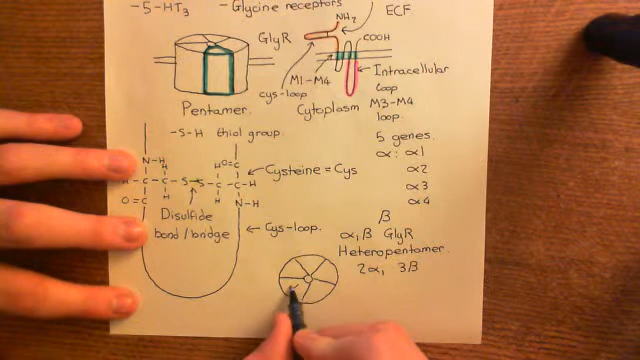 -5-HT3
- Glycine receptors
ECF
NH2
GlyR
COOH
M1-M4
cys-loop
Cytoplasm
Intracellular
loop
M3-M4
loop.
Pentamer.
-S-H thiol group.
5 genes.
α: α1
α2
α3
α4
β
α1β GlyR
Heteropentamer.
2α1 3β
N-H
H
H
O=C
H-C-C-S-S-C-C-H
O=C
H
H
N-H
Cysteine = Cys
Disulfide
bond/bridge
Cys-loop.